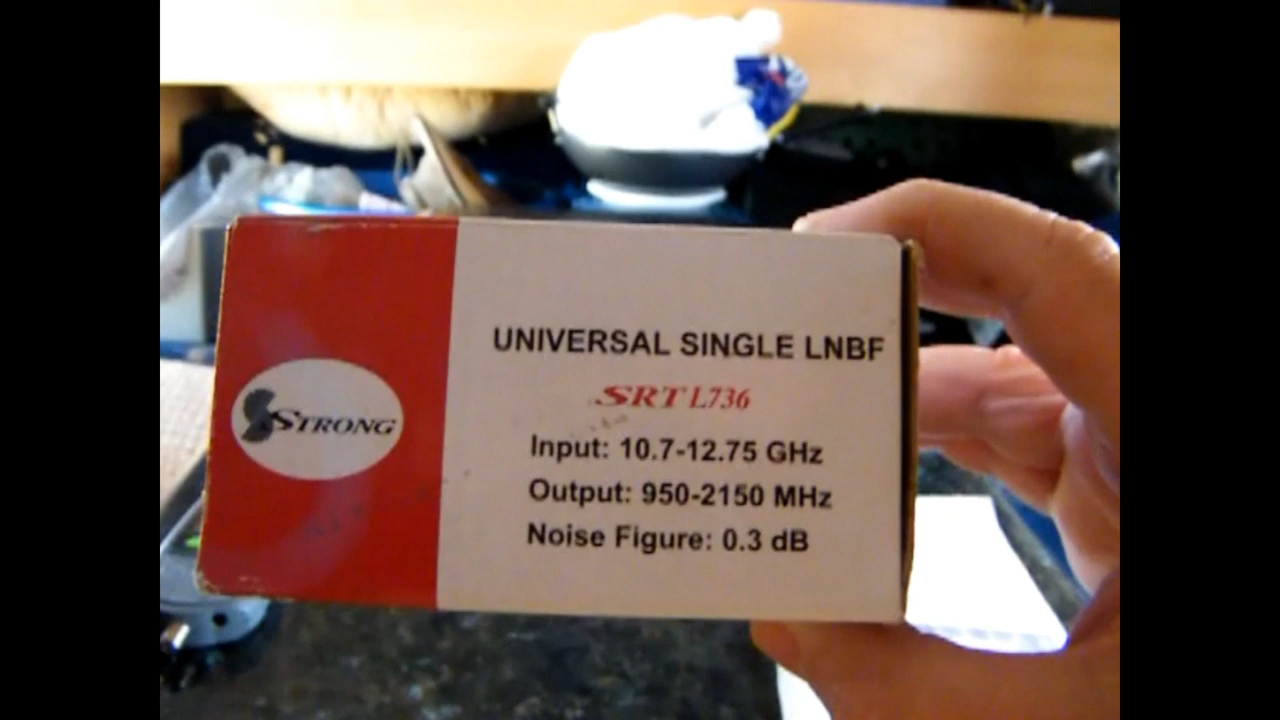 STRONG
UNIVERSAL SINGLE LNBF
SRT L736
Input: 10.7-12.75 GHz
Output: 950-2150 MHz
Noise Figure: 0.3 dB